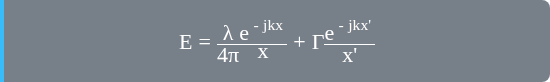 E = λ/4π e^(- jkx)/x + Γ e^(- jkx')/x'